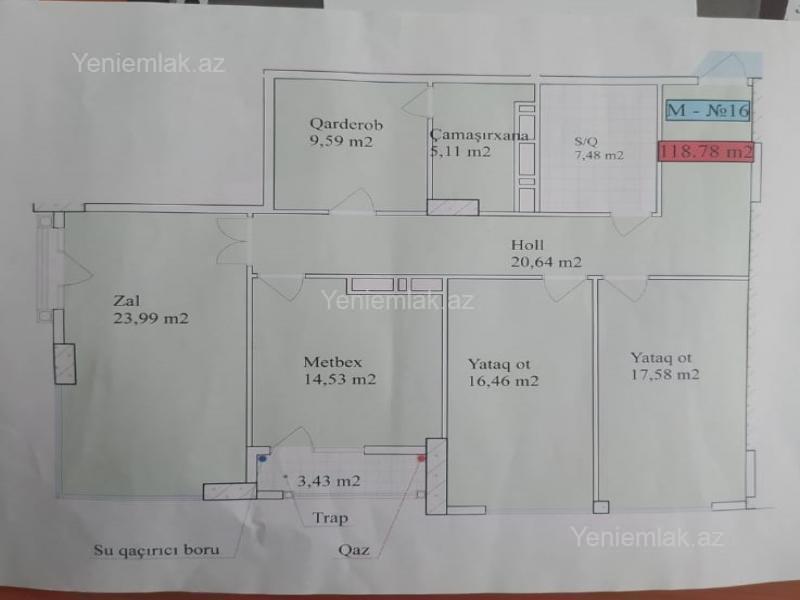 Yeniemlak.az
M - №16
118.78 m2
Qarderob
9,59 m2
Çamaşırxana
5,11 m2
S/Q
7,48 m2
Holl
20,64 m2
Zal
23,99 m2
Yeniemlak.az
Metbex
14,53 m2
Yataq ot
16,46 m2
Yataq ot
17,58 m2
3,43 m2
Trap
Su qaçırıcı boru
Qaz
Yeniemlak.az